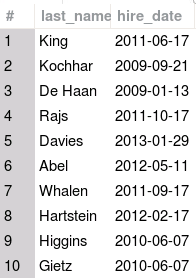 # last_name hire_date
1 King 2011-06-17
2 Kochhar 2009-09-21
3 De Haan 2009-01-13
4 Rajs 2011-10-17
5 Davies 2013-01-29
6 Abel 2012-05-11
7 Whalen 2011-09-17
8 Hartstein 2012-02-17
9 Higgins 2010-06-07
10 Gietz 2010-06-07